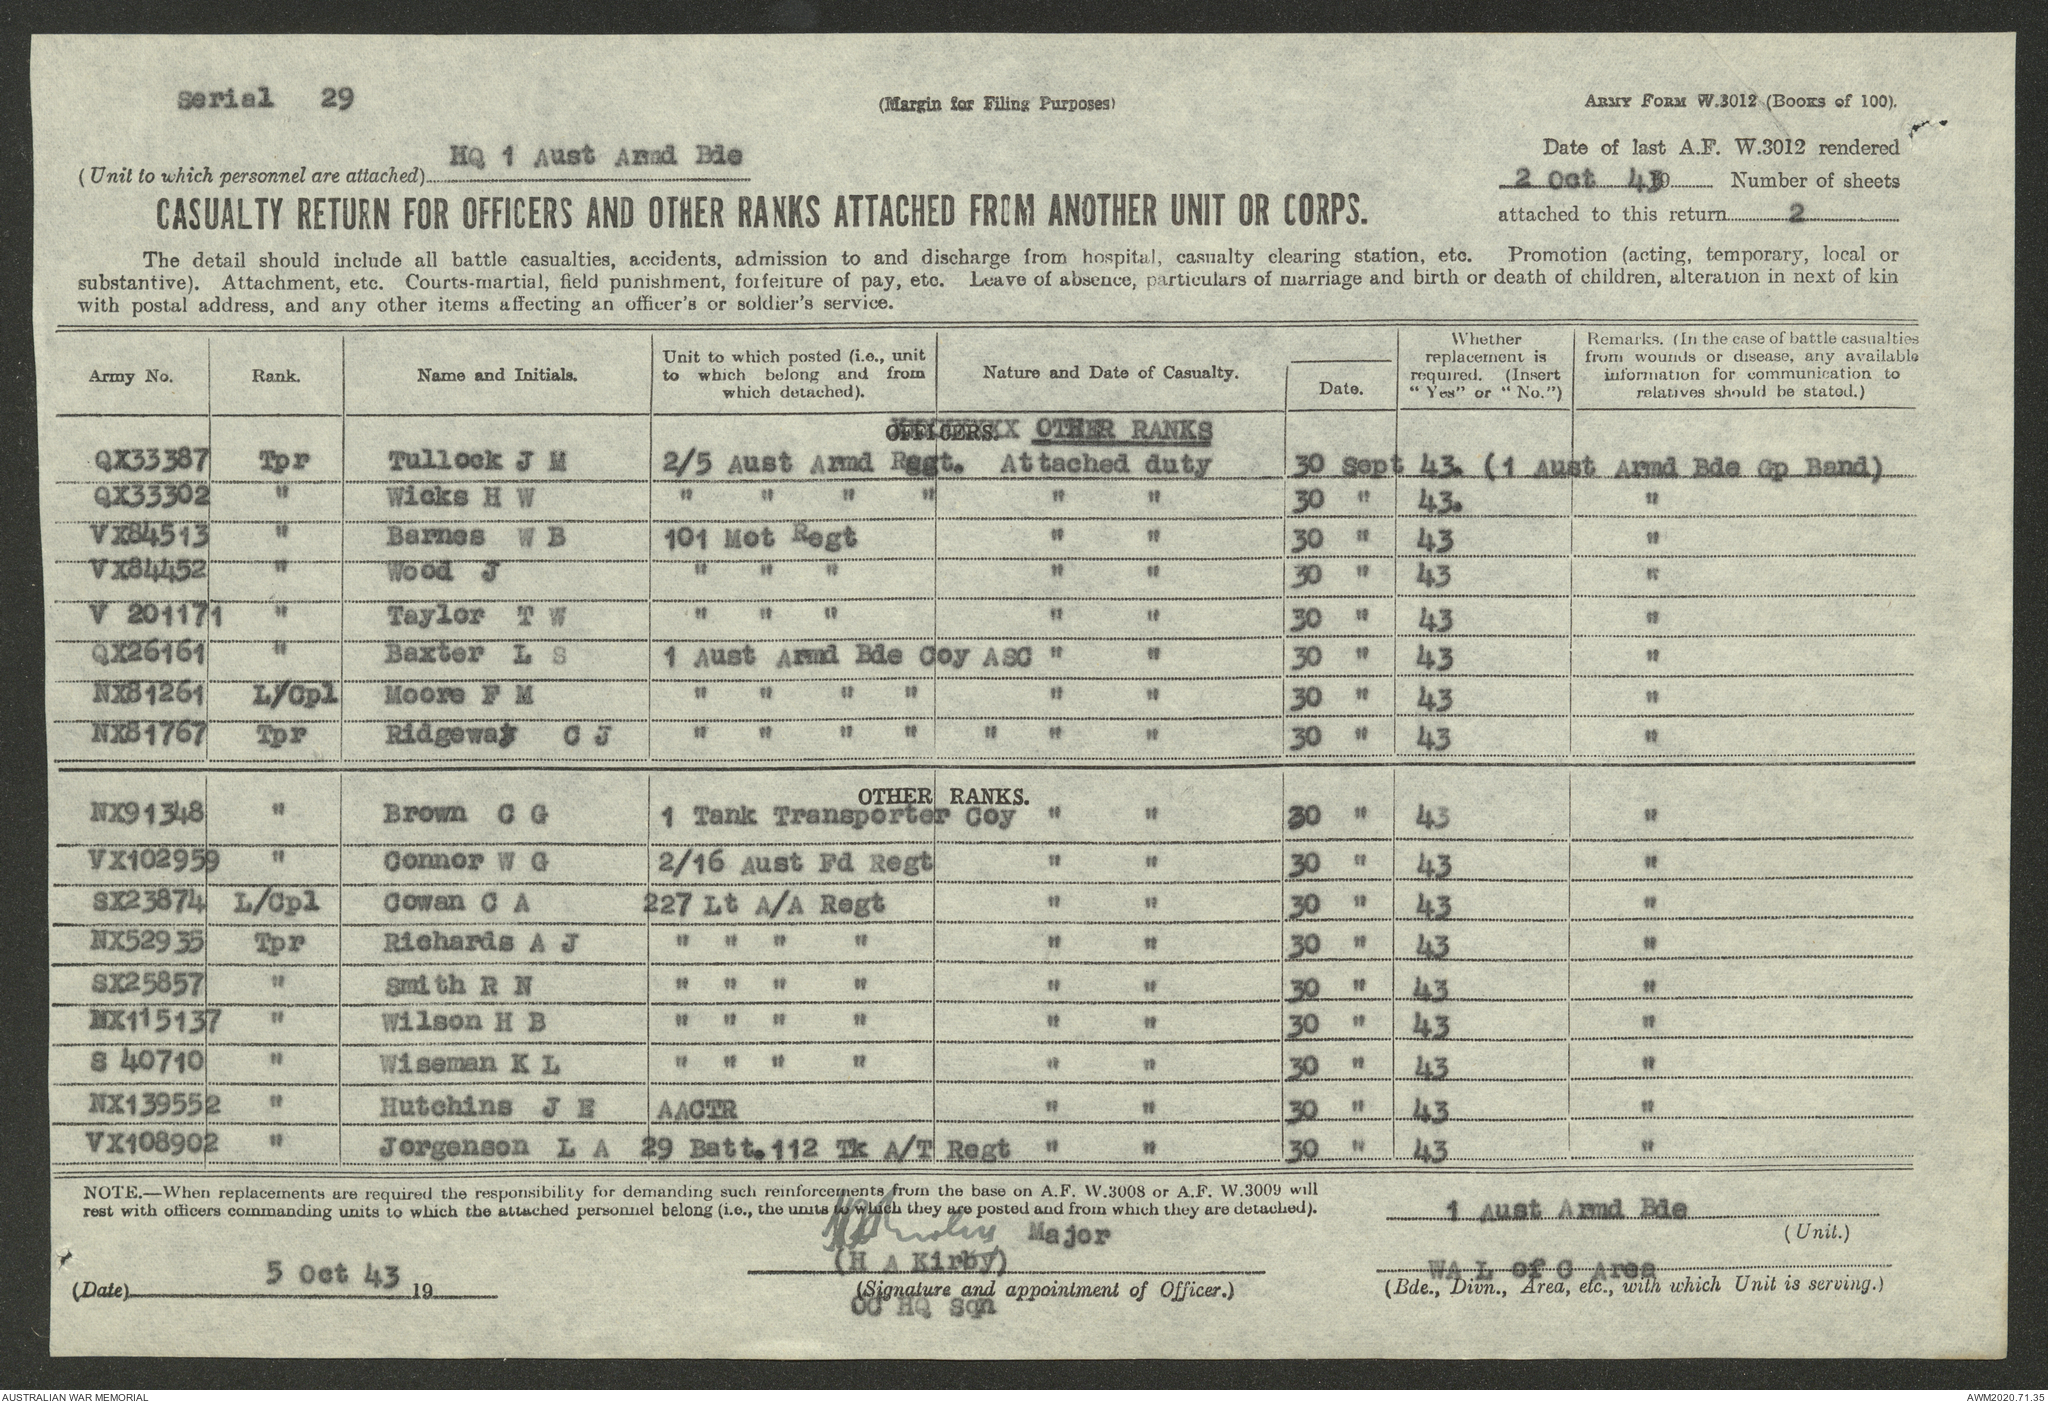 Serial 29
(Margin for Filing Purposes)
ARMY FORM W.3012 (BOOKS of 100).
Date of last A.F. W.3012 rendered
2 Oct 43 19 Number of sheets
attached to this return 2
(Unit to which personnel are attached) HQ 1 Aust Armd Bde
CASUALTY RETURN FOR OFFICERS AND OTHER RANKS ATTACHED FROM ANOTHER UNIT OR CORPS.
The detail should include all battle casualties, accidents, admission to and discharge from hospital, casualty clearing station, etc. Promotion (acting, temporary, local or
substantive). Attachment, etc. Courts-martial, field punishment, forfeiture of pay, etc. Leave of absence, particulars of marriage and birth or death of children, alteration in next of kin
with postal address, and any other items affecting an officer's or soldier's service.
Army No.
Rank.
Name and Initials.
Unit to which posted (i.e., unit
to which belong and from
which detached).
Nature and Date of Casualty.
Date.
Whether
replacement is
required. (Insert
"Yes" or "No.")
Remarks. (In the case of battle casualties
from wounds or disease, any available
information for communication to
relatives should be stated.)
OFFICERS. OTHER RANKS
QX33387 Tpr Tullock J M 2/5 Aust Armd Regt. Attached duty 30 Sept 43. (1 Aust Armd Bde Gp Band)
QX33302 " Wicks H W " " " " " " 30 " 43. "
VX84513 " Barnes W B 101 Mot Regt " " 30 " 43 "
VX84452 " Wood J " " " " " 30 " 43 "
V 201171 " Taylor T W " " " " " 30 " 43 "
QX26161 " Baxter L S 1 Aust Armd Bde Coy ASC " " 30 " 43 "
NX81261 L/Cpl Moore F M " " " " " " 30 " 43 "
NX81767 Tpr Ridgeway C J " " " " " " " 30 " 43 "
OTHER RANKS.
NX91348 " Brown C G 1 Tank Transporter Coy " " 30 " 43 "
VX102959 " Connor W G 2/16 Aust Fd Regt " " 30 " 43 "
SX23874 L/Cpl Cowan C A 227 Lt A/A Regt " " 30 " 43 "
NX52935 Tpr Richards A J " " " " " " 30 " 43 "
SX25857 " Smith R N " " " " " " 30 " 43 "
NX115137 " Wilson H B " " " " " " 30 " 43 "
S 40710 " Wiseman K L " " " " " " 30 " 43 "
NX139552 " Hutchins J E AACTR " " 30 " 43 "
VX108902 " Jorgenson L A 29 Batt.112 Tk A/T Regt " " 30 " 43 "
NOTE.—When replacements are required the responsibility for demanding such reinforcements from the base on A.F. W.3008 or A.F. W.3009 will
rest with officers commanding units to which the attached personnel belong (i.e., the units to which they are posted and from which they are detached).
1 Aust Armd Bde
(Unit.)
Major
(H A Kirby)
(Signature and appointment of Officer.)
OC HQ Sqn
(Date) 5 Oct 43 19
WA L of C Area
(Bde., Divn., Area, etc., with which Unit is serving.)
AUSTRALIAN WAR MEMORIAL
AWM2020.71.35